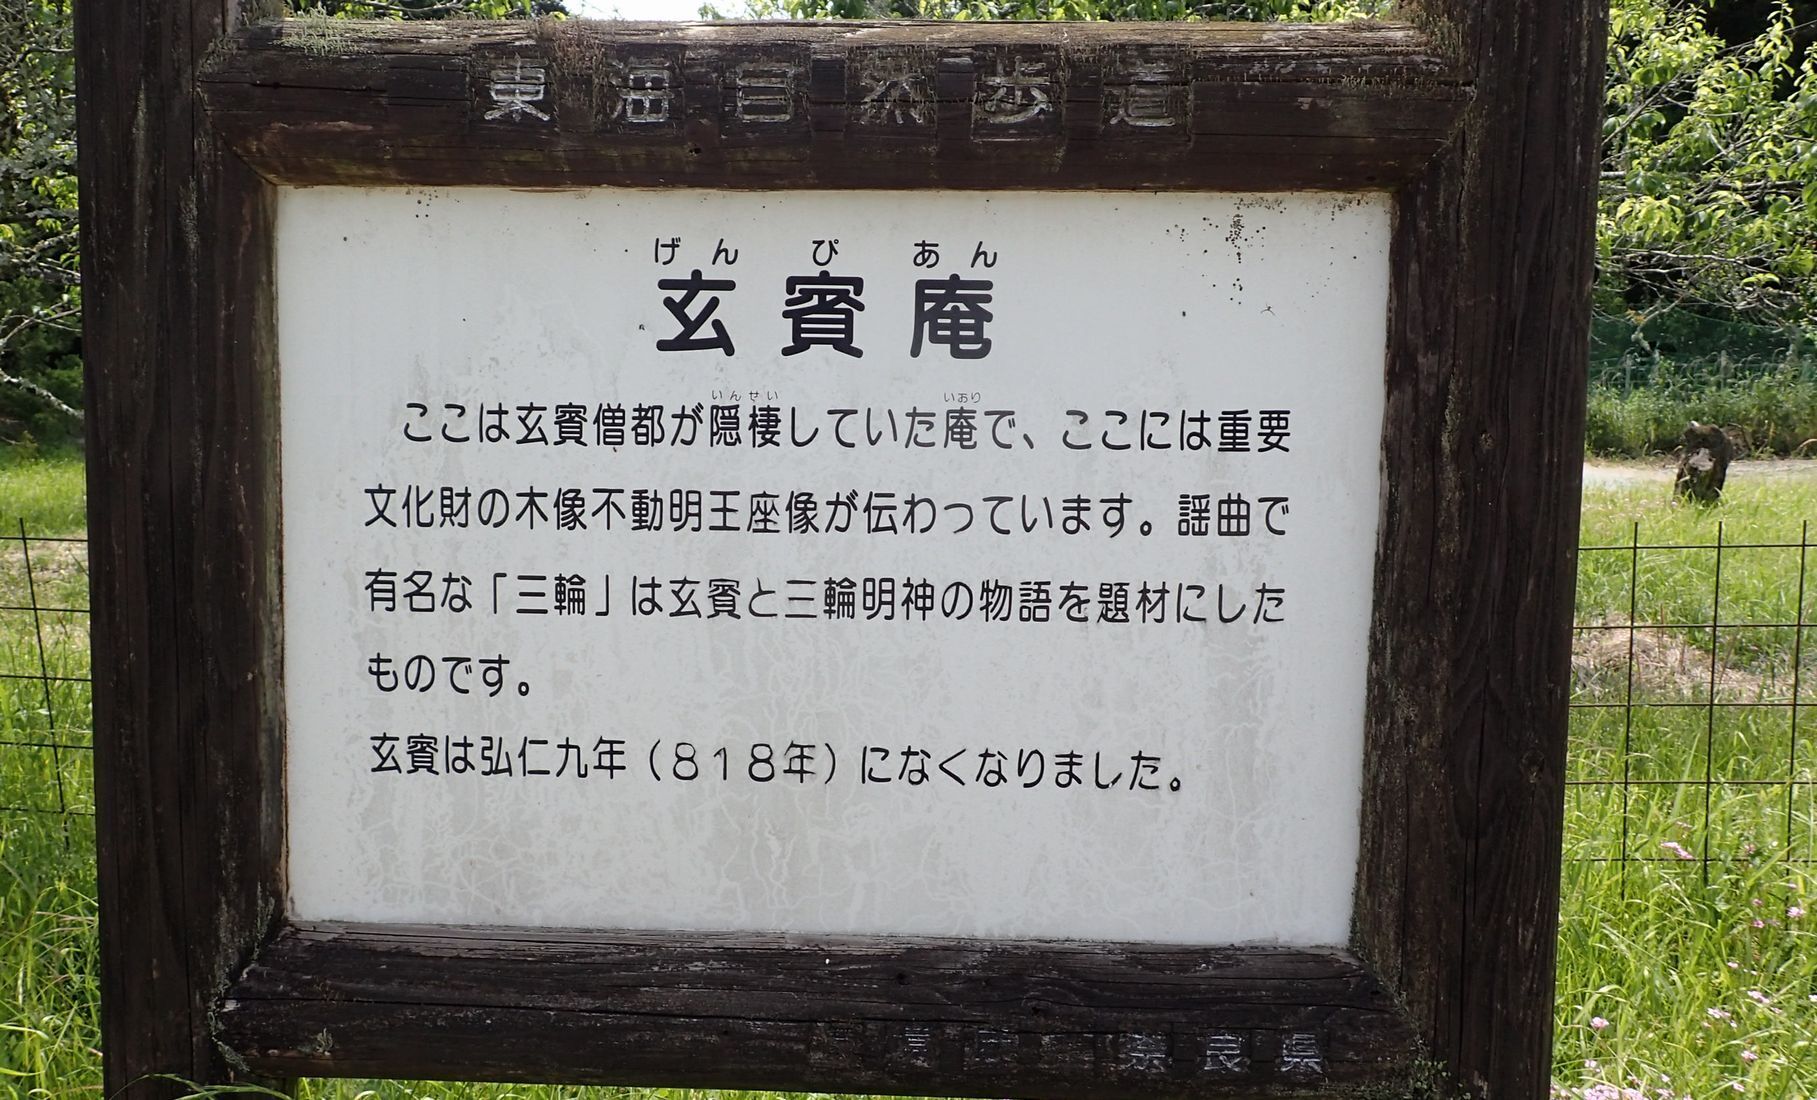 東海自然歩道
げんぴあん
玄賓庵
いんせい いおり
ここは玄賓僧都が隠棲していた庵で、ここには重要
文化財の木像不動明王座像が伝わっています。謡曲で
有名な「三輪」は玄賓と三輪明神の物語を題材にした
ものです。
玄賓は弘仁九年（８１８年）になくなりました。
奈良県